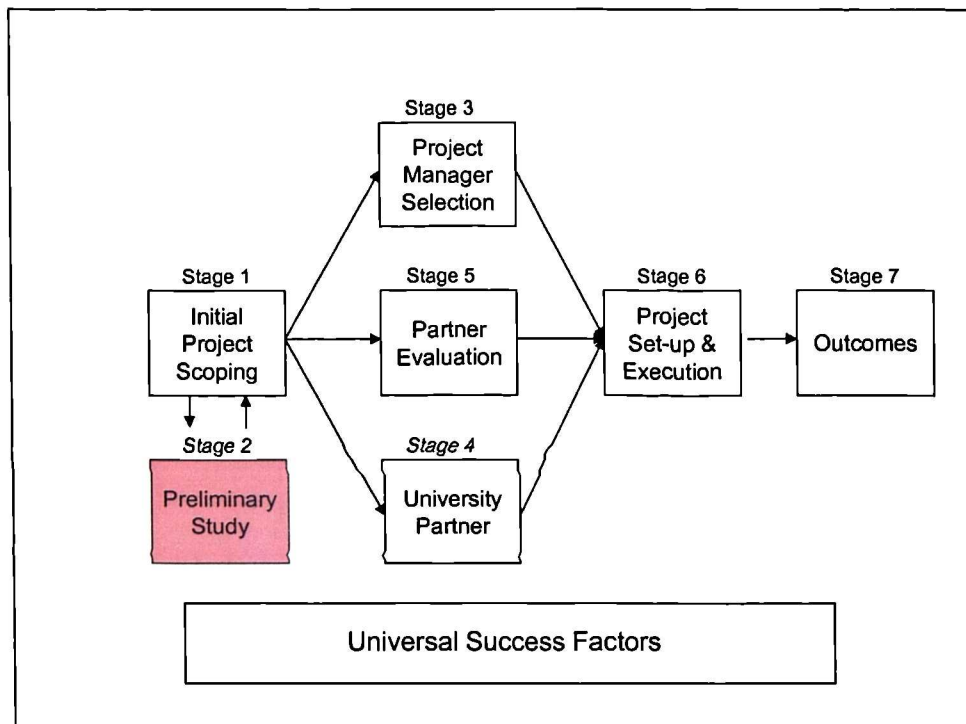 Stage 3
Project
Manager
Selection
Stage 1
Initial
Project
Scoping
Stage 5
Partner
Evaluation
Stage 6
Project
Set-up &
Execution
Stage 7
Outcomes
Stage 2
Preliminary
Study
Stage 4
University
Partner
Universal Success Factors